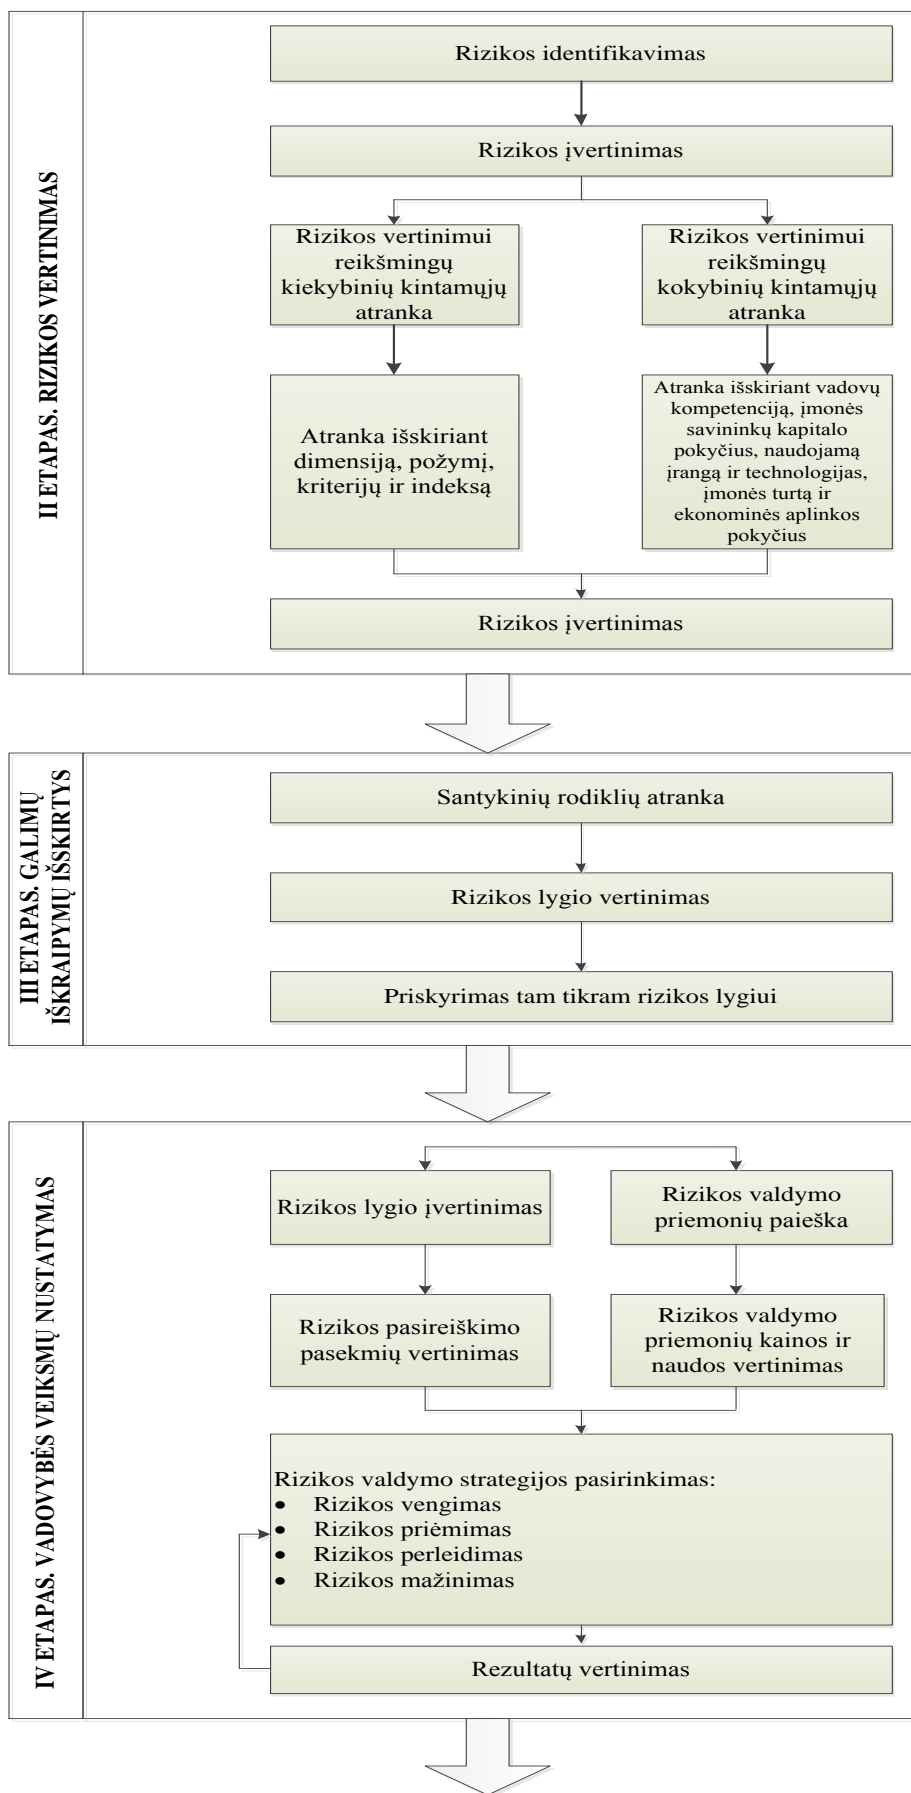 II ETAPAS. RIZIKOS VERTINIMAS
Rizikos identifikavimas
Rizikos įvertinimas
Rizikos vertinimui
reikšmingų
kiekybinių kintamųjų
atranka
Rizikos vertinimui
reikšmingų
kokybinių kintamųjų
atranka
Atranka išskiriant
dimensiją, požymį,
kriterijų ir indeksą
Atranka išskiriant vadovų
kompetenciją, įmonės
savininkų kapitalo
pokyčius, naudojamą
įrangą ir technologijas,
įmonės turtą ir
ekonominės aplinkos
pokyčius
Rizikos įvertinimas
III ETAPAS. GALIMŲ
IŠKRAIPYMŲ IŠSKIRTYS
Santykinių rodiklių atranka
Rizikos lygio vertinimas
Priskyrimas tam tikram rizikos lygiui
IV ETAPAS. VADOVYBĖS VEIKSMŲ NUSTATYMAS
Rizikos lygio įvertinimas
Rizikos valdymo
priemonių paieška
Rizikos pasireiškimo
pasekmių vertinimas
Rizikos valdymo
priemonių kainos ir
naudos vertinimas
Rizikos valdymo strategijos pasirinkimas:
● Rizikos vengimas
● Rizikos priėmimas
● Rizikos perleidimas
● Rizikos mažinimas
Rezultatų vertinimas